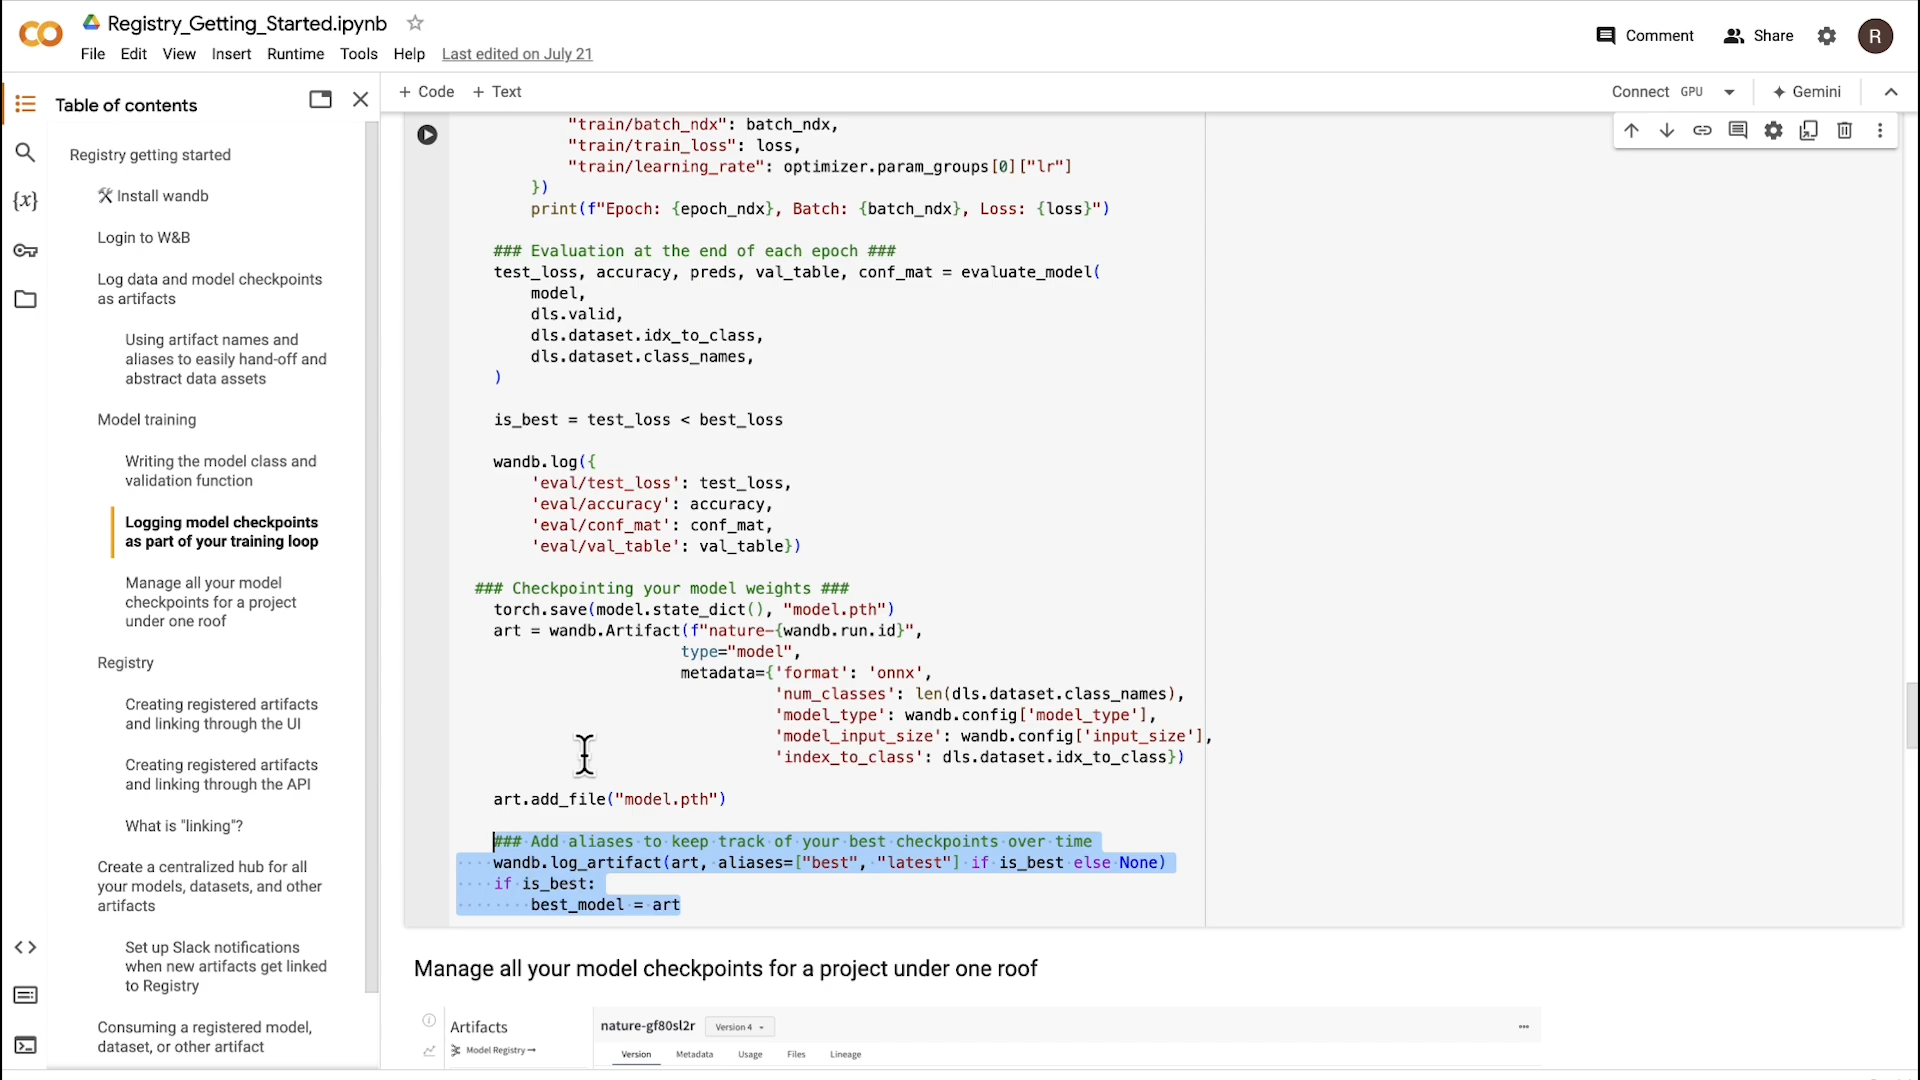 Registry_Getting_Started.ipynb
File Edit View Insert Runtime Tools Help Last edited on July 21
Comment Share R
Table of contents
+ Code + Text
Connect GPU Gemini
Registry getting started
🛠 Install wandb
Login to W&B
Log data and model checkpoints
as artifacts
Using artifact names and
aliases to easily hand-off and
abstract data assets
Model training
Writing the model class and
validation function
Logging model checkpoints
as part of your training loop
Manage all your model
checkpoints for a project
under one roof
Registry
Creating registered artifacts
and linking through the UI
Creating registered artifacts
and linking through the API
What is "linking"?
Create a centralized hub for all
your models, datasets, and other
artifacts
Set up Slack notifications
when new artifacts get linked
to Registry
Consuming a registered model,
dataset, or other artifact
{x}
"train/batch_ndx": batch_ndx,
"train/train_loss": loss,
"train/learning_rate": optimizer.param_groups[0]["lr"]
})
print(f"Epoch: {epoch_ndx}, Batch: {batch_ndx}, Loss: {loss}")
### Evaluation at the end of each epoch ###
test_loss, accuracy, preds, val_table, conf_mat = evaluate_model(
model,
dls.valid,
dls.dataset.idx_to_class,
dls.dataset.class_names,
)
is_best = test_loss < best_loss
wandb.log({
'eval/test_loss': test_loss,
'eval/accuracy': accuracy,
'eval/conf_mat': conf_mat,
'eval/val_table': val_table})
### Checkpointing your model weights ###
torch.save(model.state_dict(), "model.pth")
art = wandb.Artifact(f"nature-{wandb.run.id}",
type="model",
metadata={'format': 'onnx',
'num_classes': len(dls.dataset.class_names),
'model_type': wandb.config['model_type'],
'model_input_size': wandb.config['input_size'],
'index_to_class': dls.dataset.idx_to_class})
art.add_file("model.pth")
### Add aliases to keep track of your best checkpoints over time
wandb.log_artifact(art, aliases=["best", "latest"] if is_best else None)
if is_best:
best_model = art
Manage all your model checkpoints for a project under one roof
Artifacts
Model Registry
nature-gf80sl2r Version 4
Version Metadata Usage Files Lineage